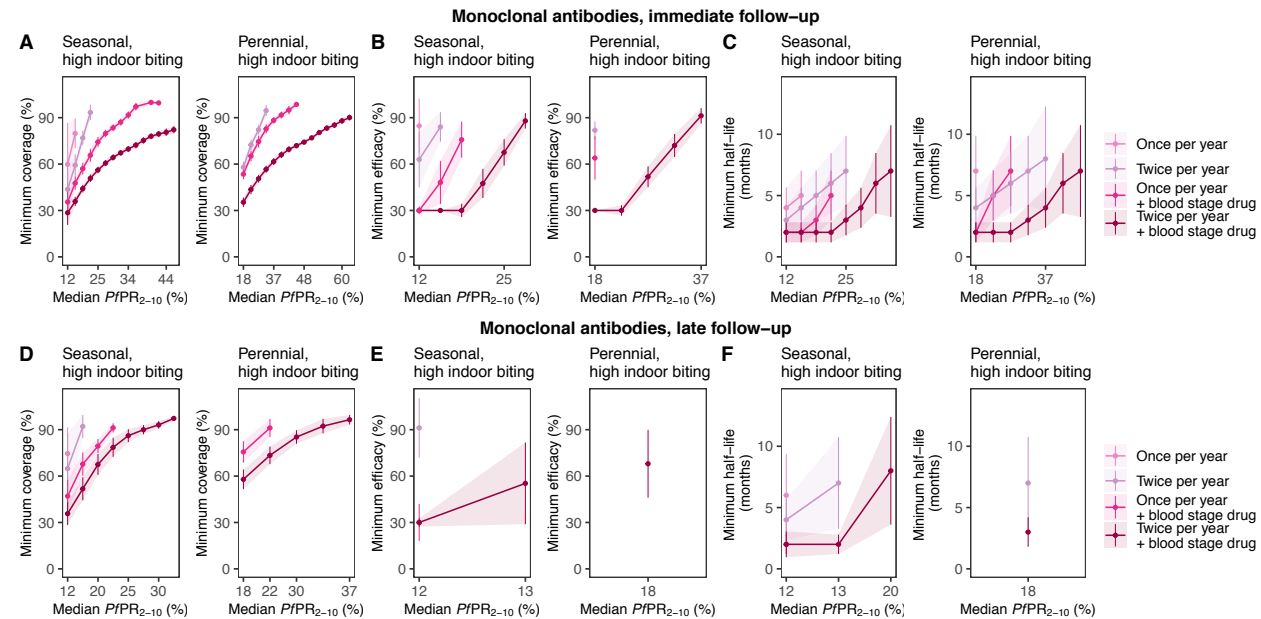 Monoclonal antibodies, immediate follow−up
A
Seasonal,
high indoor biting
Perennial,
high indoor biting
Minimum coverage (%)
90
60
30
0
12 25 34 44
Median PfPR2−10 (%)
Minimum coverage (%)
90
60
30
0
18 37 48 60
Median PfPR2−10 (%)
B
Seasonal,
high indoor biting
Perennial,
high indoor biting
Minimum efficacy (%)
90
60
30
0
12 25
Median PfPR2−10 (%)
Minimum efficacy (%)
90
60
30
0
18 37
Median PfPR2−10 (%)
C
Seasonal,
high indoor biting
Perennial,
high indoor biting
Minimum half−life
(months)
10
5
0
12 25
Median PfPR2−10 (%)
Minimum half−life
(months)
10
5
0
18 37
Median PfPR2−10 (%)
Once per year
Twice per year
Once per year
+ blood stage drug
Twice per year
+ blood stage drug
Monoclonal antibodies, late follow−up
D
Seasonal,
high indoor biting
Perennial,
high indoor biting
Minimum coverage (%)
90
60
30
0
12 20 25 30
Median PfPR2−10 (%)
Minimum coverage (%)
90
60
30
0
18 22 30 37
Median PfPR2−10 (%)
E
Seasonal,
high indoor biting
Perennial,
high indoor biting
Minimum efficacy (%)
90
60
30
0
12 13
Median PfPR2−10 (%)
Minimum efficacy (%)
90
60
30
0
18
Median PfPR2−10 (%)
F
Seasonal,
high indoor biting
Perennial,
high indoor biting
Minimum half−life
(months)
10
5
0
12 13 20
Median PfPR2−10 (%)
Minimum half−life
(months)
10
5
0
18
Median PfPR2−10 (%)
Once per year
Twice per year
Once per year
+ blood stage drug
Twice per year
+ blood stage drug